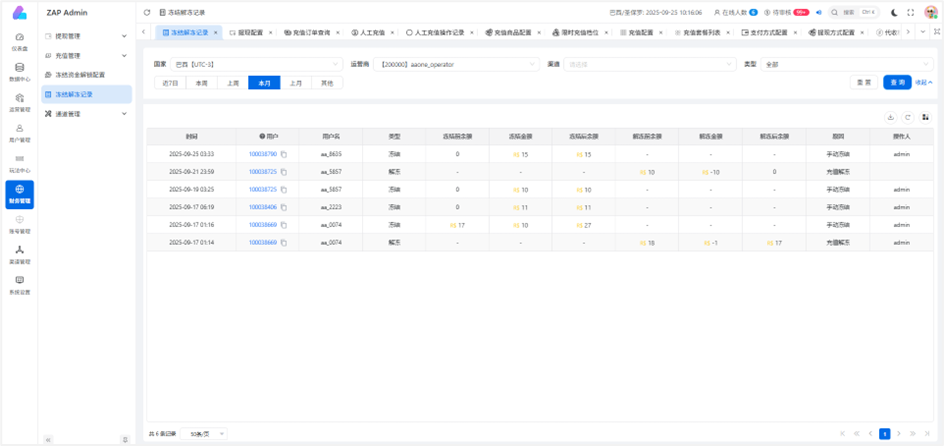 ZAP Admin
冻结解冻记录
巴西/圣保罗: 2025-09-25 10:16:06
在线人数 6
待审核 99+
搜索 Ctrl K
仪表盘
数据中心
运营管理
用户管理
玩法中心
财务管理
账号管理
渠道管理
系统设置
提现管理
充值管理
冻结资金解锁配置
冻结解冻记录
通道管理
冻结解冻记录 × 提现配置 × 充值订单查询 × 人工充值 × 人工充值操作记录 × 充值商品配置 × 限时充值档位 × 充值配置 × 充值套餐列表 × 支付方式配置 × 提现方式配置 × 代收
国家 巴西【UTC-3】 运营商 【200000】aaone_operator 渠道 请选择 类型 全部
近7日 本周 上周 本月 上月 其他 重置 查询 收起
时间 用户 用户名 类型 冻结前余额 冻结金额 冻结后余额 解冻前余额 解冻金额 解冻后余额 原因 操作人
2025-09-25 03:33 100038790 aa_8635 冻结 0 R$ 15 R$ 15 - - - 手动冻结 admin
2025-09-21 23:59 100038725 aa_5857 解冻 - - - R$ 10 R$ -10 0 充值解冻
2025-09-19 03:25 100038725 aa_5857 冻结 0 R$ 10 R$ 10 - - - 手动冻结 admin
2025-09-17 06:19 100038406 aa_2223 冻结 0 R$ 11 R$ 11 - - - 手动冻结 admin
2025-09-17 01:16 100038669 aa_0074 冻结 R$ 17 R$ 10 R$ 27 - - - 手动冻结 admin
2025-09-17 01:14 100038669 aa_0074 解冻 - - - R$ 18 R$ -1 R$ 17 充值解冻 admin
共 6 条记录 50条/页 1